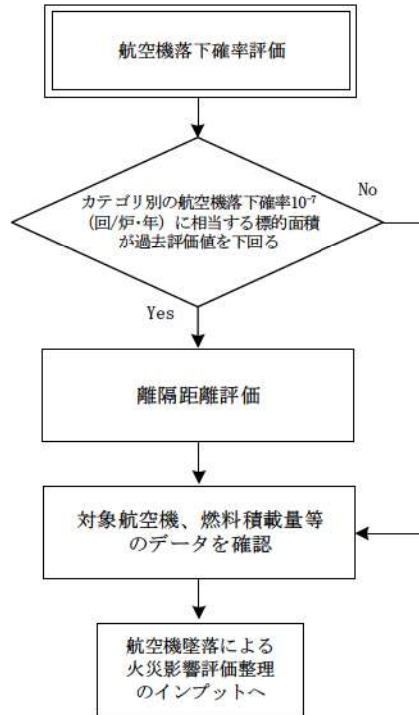 航空機落下確率評価
カテゴリ別の航空機落下確率10⁻⁷
(回/炉・年)に相当する標的面積
が過去評価値を下回る
No
Yes
離隔距離評価
対象航空機、燃料積載量等
のデータを確認
航空機墜落による
火災影響評価整理
のインプットへ